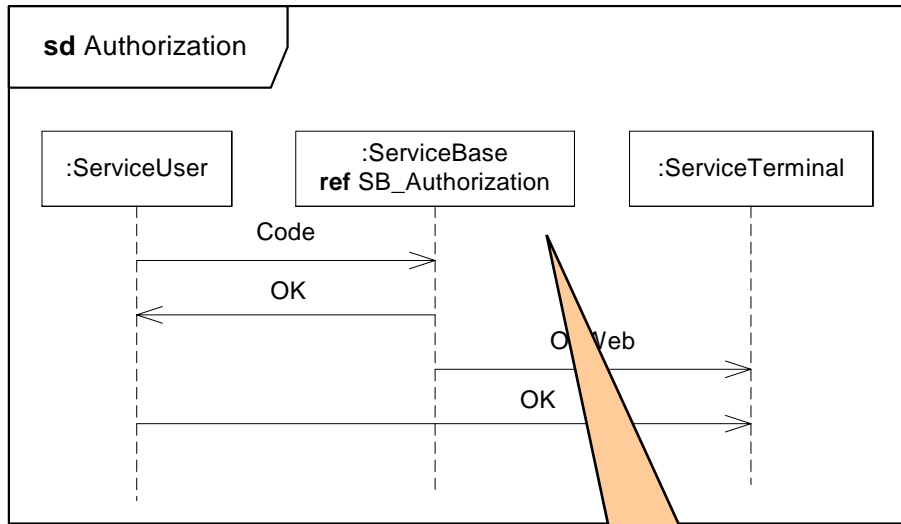 sd Authorization
:ServiceUser
:ServiceBase
ref SB_Authorization
:ServiceTerminal
Code
OK
OK